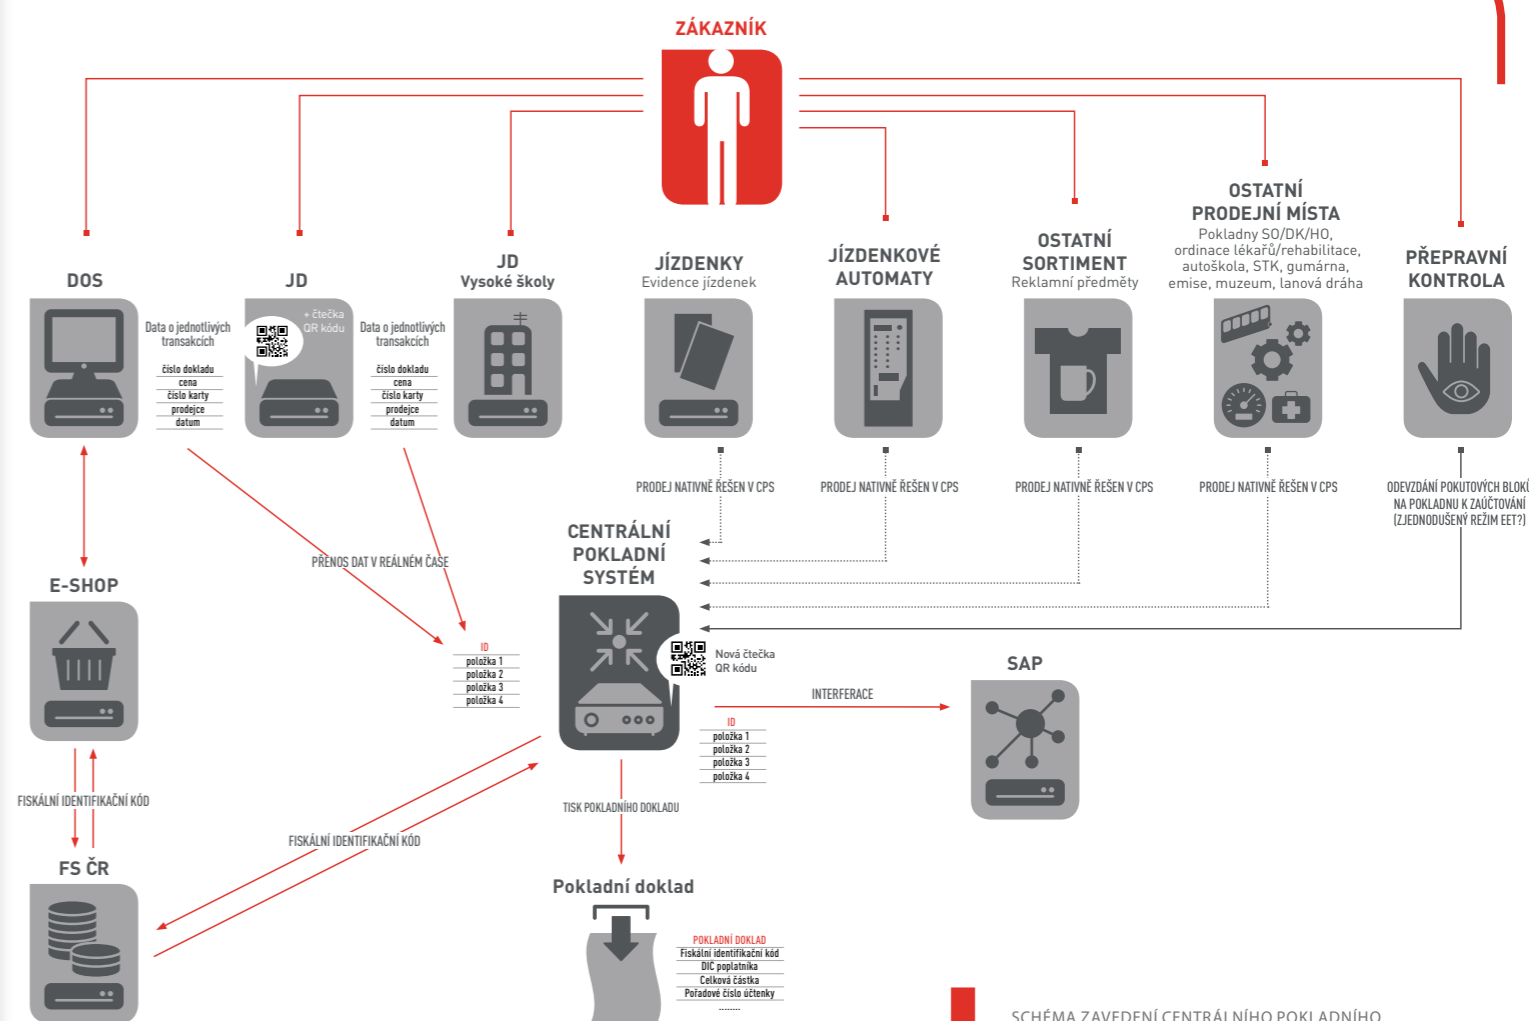 ZÁKAZNÍK
DOS
JD
JD
Vysoké školy
JÍZDENKY
Evidence jízdenek
JÍZDENKOVÉ
AUTOMATY
OSTATNÍ
SORTIMENT
Reklamní předměty
OSTATNÍ
PRODEJNÍ MÍSTA
Pokladny SO/DK/HO,
ordinace lékařů/rehabilitace,
autoškola, STK, gumárna,
emise, muzeum, lanová dráha
PŘEPRAVNÍ
KONTROLA
Data o jednotlivých
transakcích
číslo dokladu
cena
číslo karty
prodejce
datum
+ čtečka
QR kódu
Data o jednotlivých
transakcích
číslo dokladu
cena
číslo karty
prodejce
datum
PRODEJ NATIVNĚ ŘEŠEN V CPS
PRODEJ NATIVNĚ ŘEŠEN V CPS
PRODEJ NATIVNĚ ŘEŠEN V CPS
PRODEJ NATIVNĚ ŘEŠEN V CPS
ODEVZDÁNÍ POKUTOVÝCH BLOKŮ
NA POKLADNU K ZAÚČTOVÁNÍ
(ZJEDNODUŠENÝ REŽIM EET?)
PŘENOS DAT V REÁLNÉM ČASE
CENTRÁLNÍ
POKLADNÍ
SYSTÉM
E-SHOP
ID
položka 1
položka 2
položka 3
položka 4
Nová čtečka
QR kódu
SAP
INTERFERACE
ID
položka 1
položka 2
položka 3
položka 4
FISKÁLNÍ IDENTIFIKAČNÍ KÓD
TISK POKLADNÍHO DOKLADU
FISKÁLNÍ IDENTIFIKAČNÍ KÓD
FS ČR
Pokladní doklad
POKLADNÍ DOKLAD
Fiskální identifikační kód
DIČ poplatníka
Celková částka
Pořadové číslo účtenky
........
SCHÉMA ZAVEDENÍ CENTRÁLNÍHO POKLADNÍHO